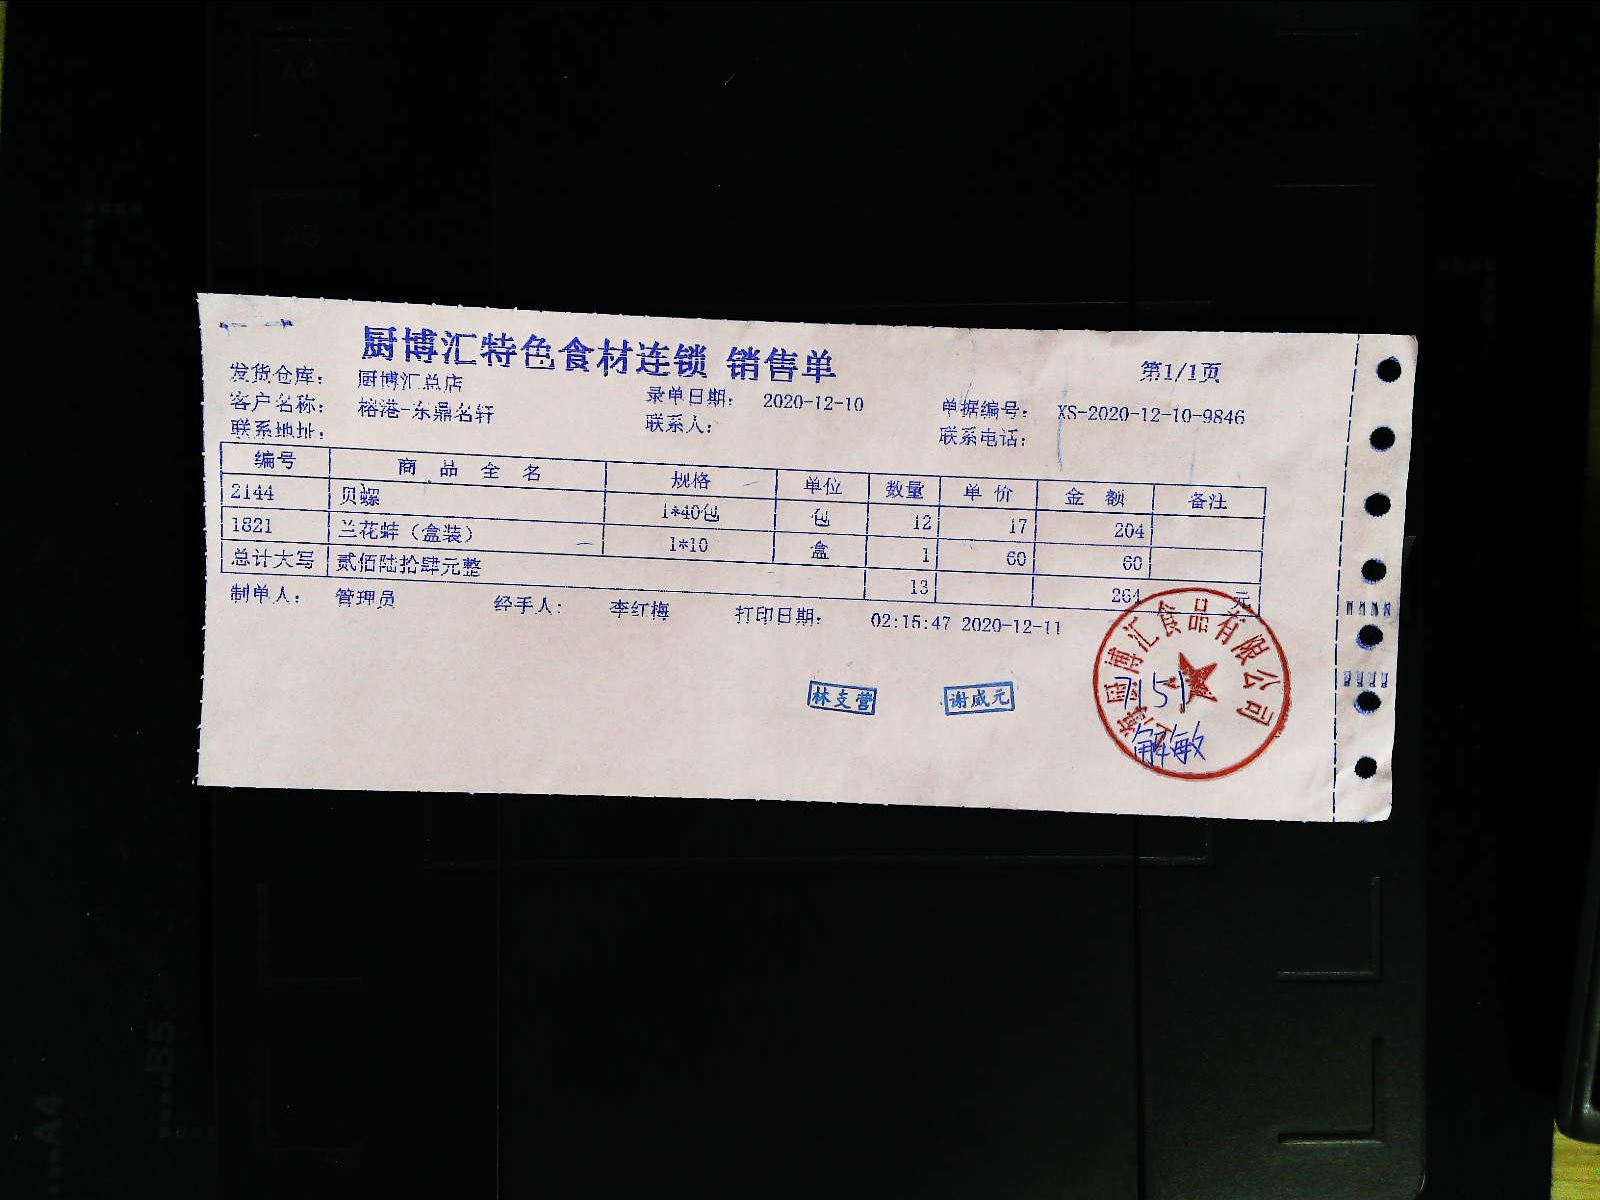 厨博汇特色食材连锁 销售单
第1/1页
发货仓库： 厨博汇总店
录单日期： 2020-12-10
单据编号： XS-2020-12-10-9846
客户名称： 榕港-东鼎名轩
联系人：
联系电话：
联系地址：
编号 商 品 全 名 规格 单位 数量 单 价 金 额 备注
2144 贝螺 1*40包 包 12 17 204
1821 兰花蚌（盒装） 1*10 盒 1 60 60
总计大写 贰佰陆拾肆元整 13 264 元
制单人： 管理员 经手人： 李红梅 打印日期： 02:15:47 2020-12-11
林支营 谢威元
厨博汇食品有限公司
7151
解敏
A4
B5